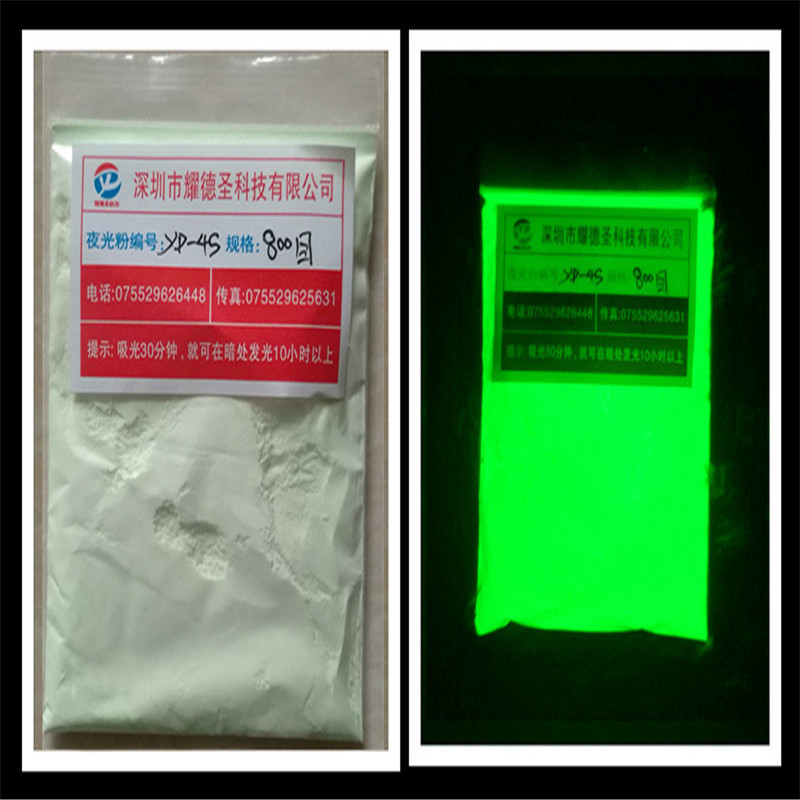 深圳市耀德圣科技有限公司
夜光粉编号:YD-4S 规格:800目
电话:075529626448 传真:075529625631
提示: 吸光30分钟 , 就可在暗处发光10小时以上
深圳市耀德圣科技有限公司
夜光粉编号:YD-4S 规格:800目
电话:075529626448 传真:075529625631
提示: 吸光30分钟 , 就可在暗处发光10小时以上